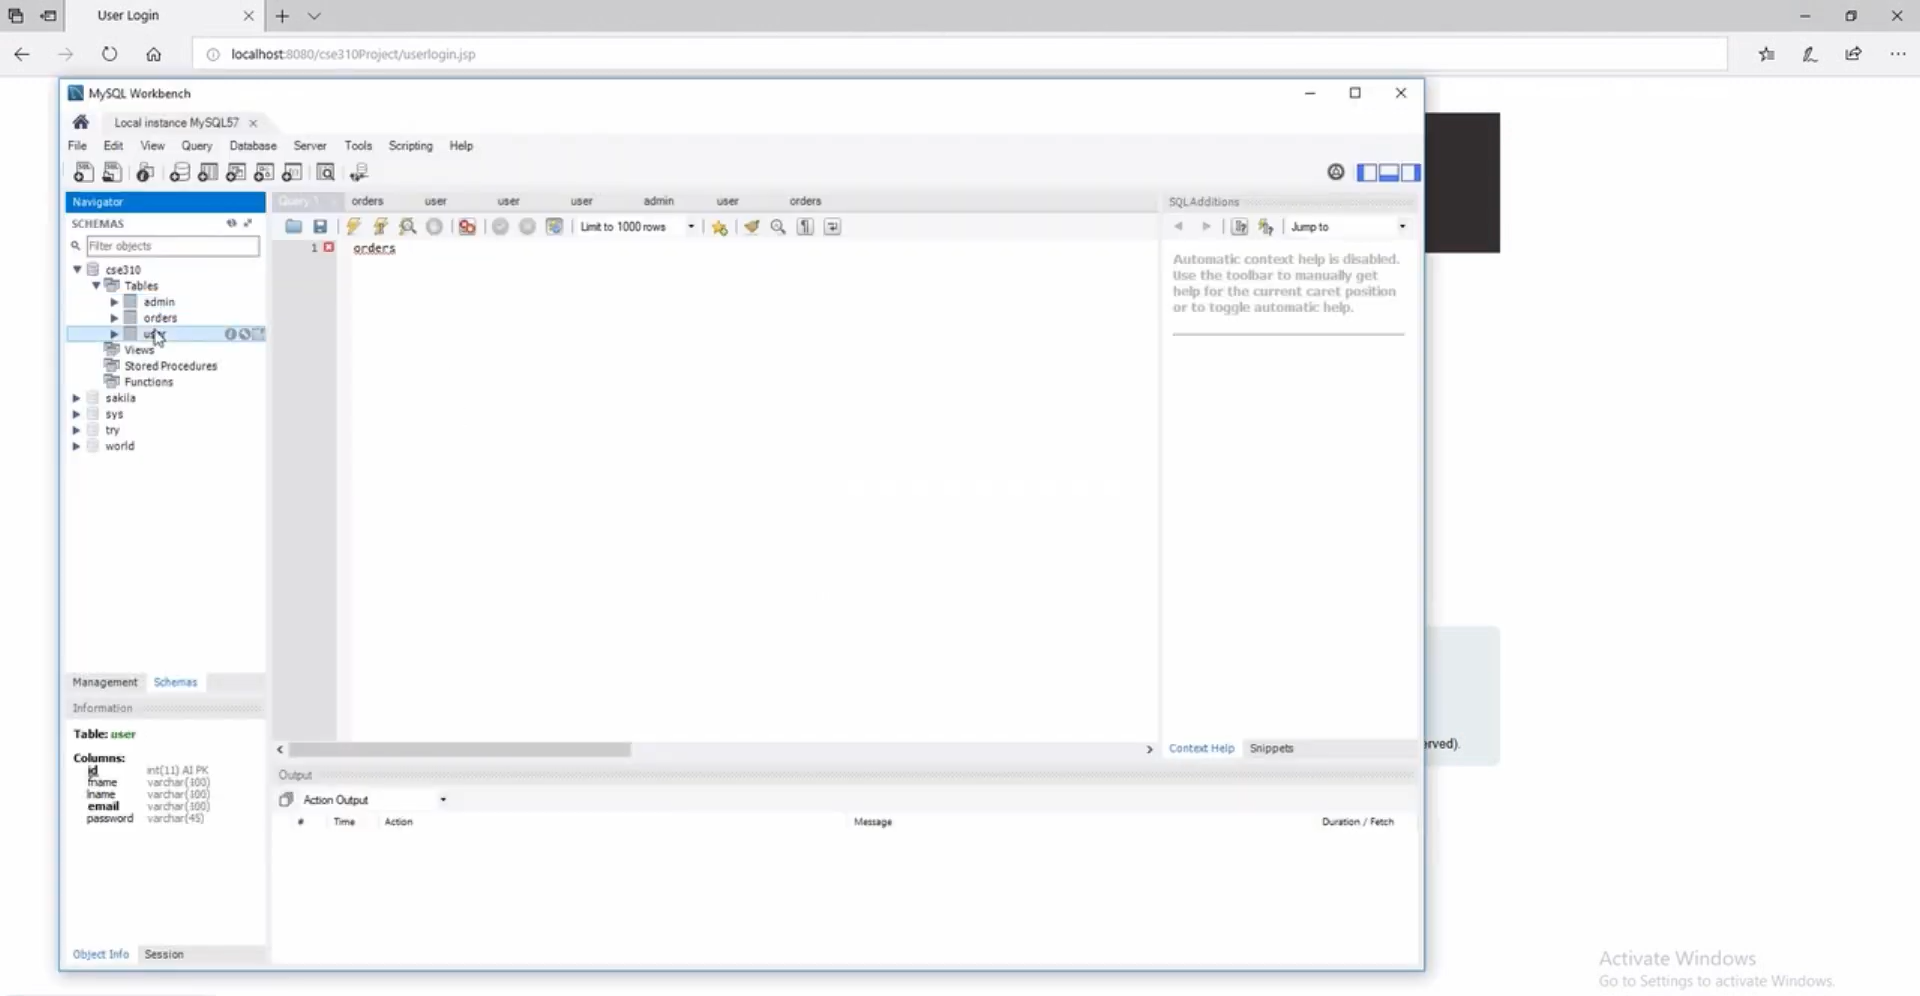 User Login
localhost:8080/cse310Project/userlogin.jsp
MySQL Workbench
Local instance MySQL57
File Edit View Query Database Server Tools Scripting Help
Navigator
SCHEMAS
Filter objects
cse310
Tables
admin
orders
Views
Stored Procedures
Functions
sakila
sys
try
world
Management Schemas
Information
Table: user
Columns:
id int(11) AI PK
fname varchar(100)
lname varchar(100)
email varchar(100)
password varchar(45)
Object Info Session
Query 1 orders user user user admin user orders
Limit to 1000 rows
1 orders
SQLAdditions
Jump to
Automatic context help is disabled.
Use the toolbar to manually get
help for the current caret position
or to toggle automatic help.
Context Help Snippets
Output
Action Output
# Time Action Message Duration / Fetch
erved).
Activate Windows
Go to Settings to activate Windows.